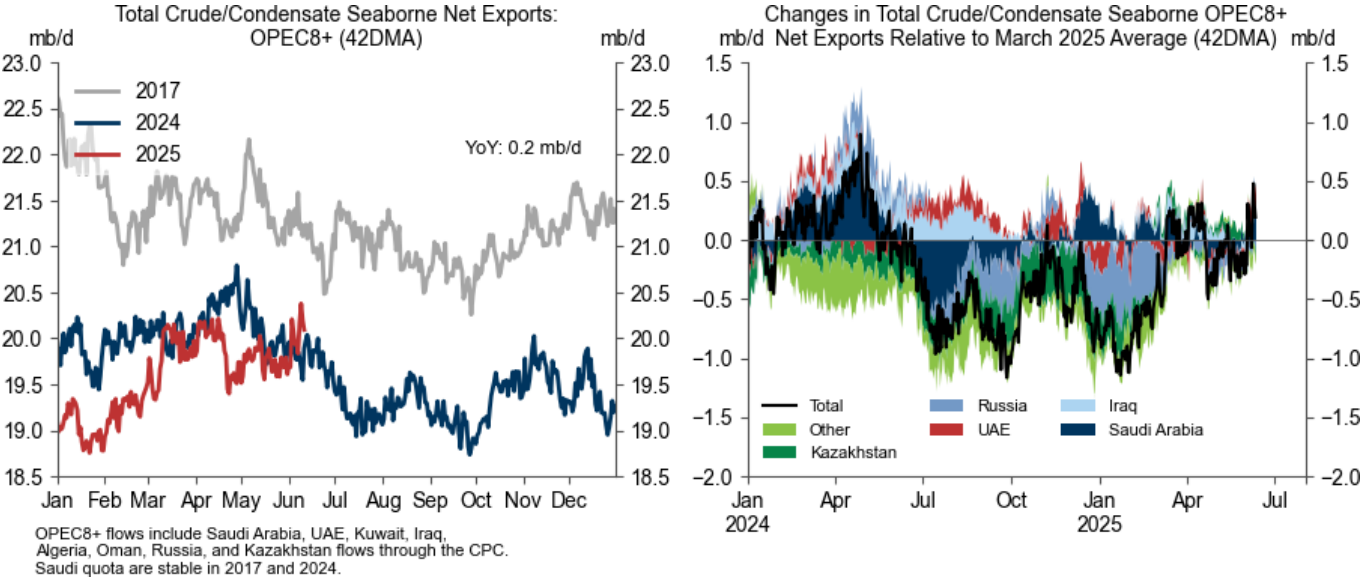 Total Crude/Condensate Seaborne Net Exports:
OPEC8+ (42DMA)
mb/d
mb/d
23.0
22.5
22.0
21.5
21.0
20.5
20.0
19.5
19.0
18.5
2017
2024
2025
YoY: 0.2 mb/d
23.0
22.5
22.0
21.5
21.0
20.5
20.0
19.5
19.0
18.5
Jan Feb Mar Apr May Jun Jul Aug Sep Oct Nov Dec
OPEC8+ flows include Saudi Arabia, UAE, Kuwait, Iraq,
Algeria, Oman, Russia, and Kazakhstan flows through the CPC.
Saudi quota are stable in 2017 and 2024.
Changes in Total Crude/Condensate Seaborne OPEC8+
mb/d Net Exports Relative to March 2025 Average (42DMA) mb/d
1.5
1.0
0.5
0.0
−0.5
−1.0
−1.5
−2.0
Total
Other
Kazakhstan
Russia
UAE
Iraq
Saudi Arabia
1.5
1.0
0.5
0.0
−0.5
−1.0
−1.5
−2.0
Jan Apr Jul Oct Jan Apr Jul
2024 2025